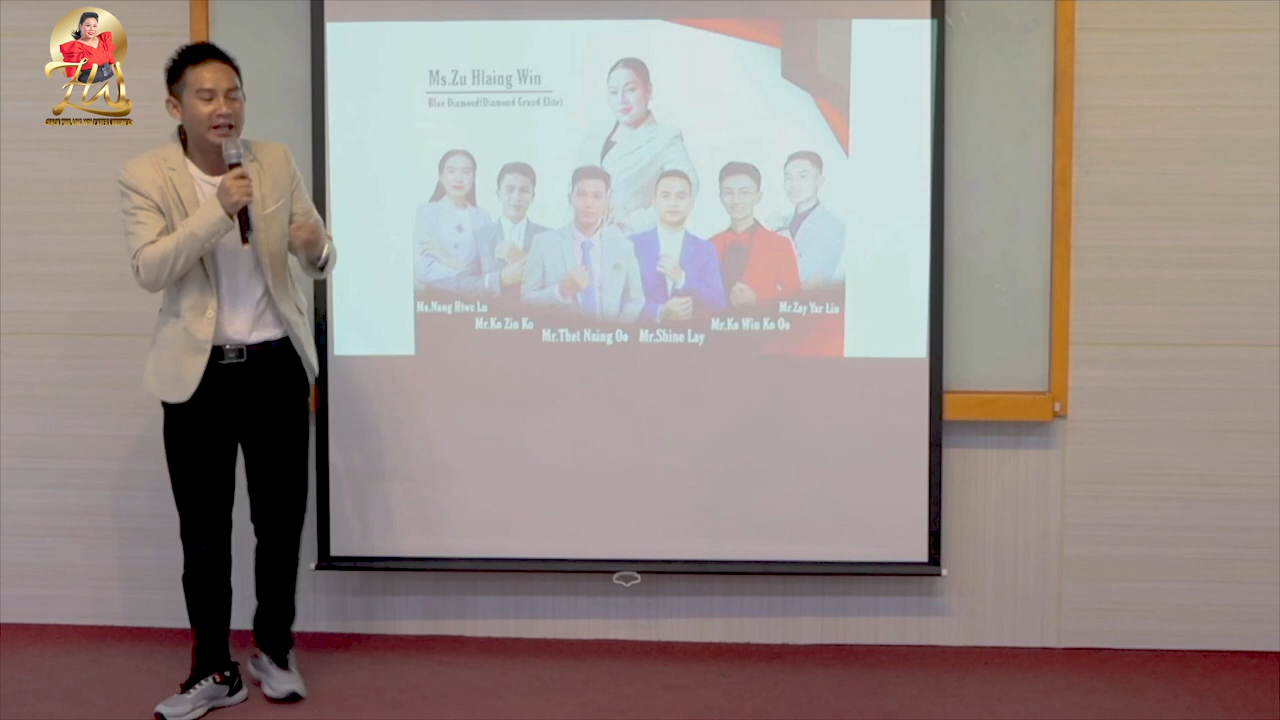 Ms.Zu Hlaing Win
Blue Diamond(Diamond Grand Elite)
Ms.Nang Htwe La
Mr.Ko Zin Ko
Mr.Thet Naing Oo
Mr.Shine Lay
Mr.Ko Win Ko Oo
Mr.Zay Yar Lin